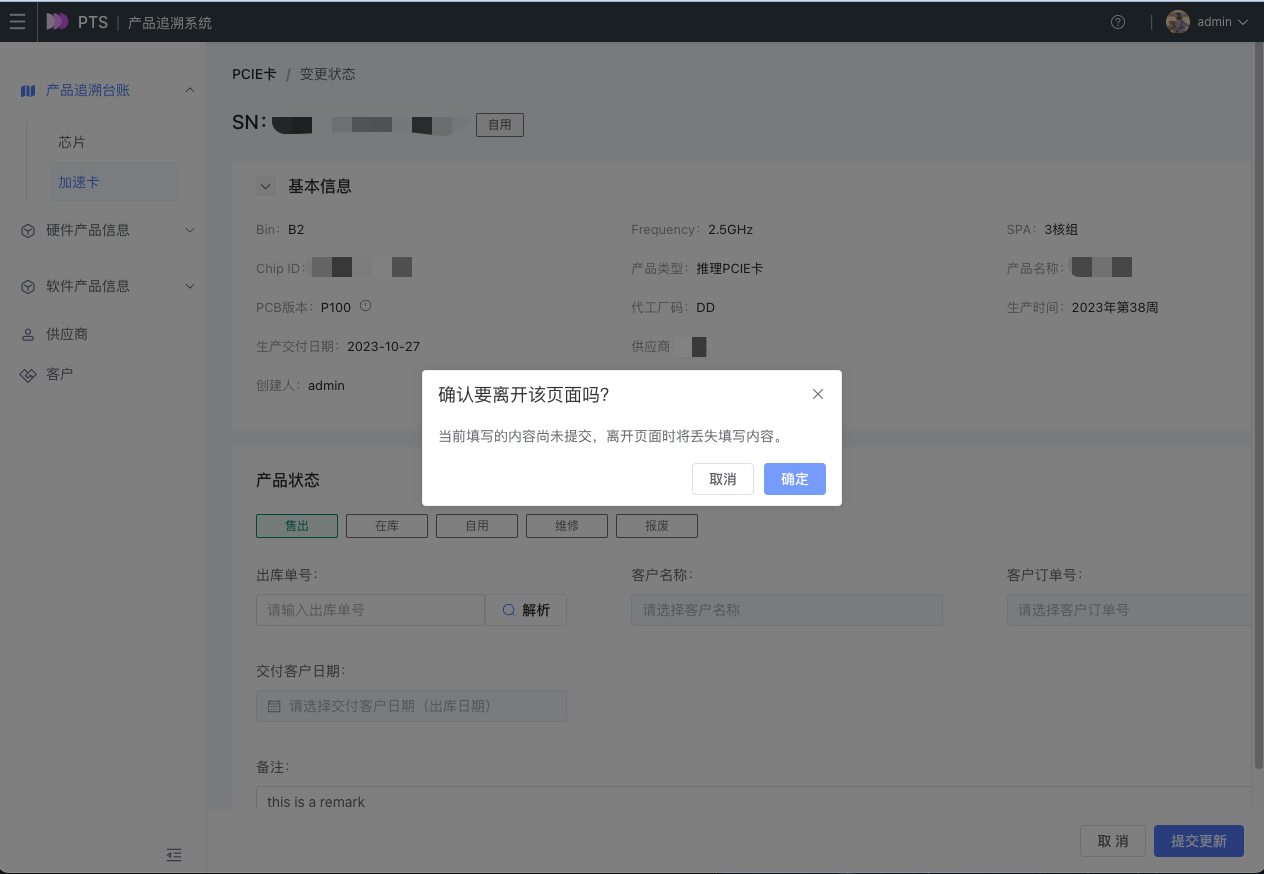 PTS | 产品追溯系统
admin
产品追溯台账
芯片
加速卡
硬件产品信息
软件产品信息
供应商
客户
PCIE卡 / 变更状态
SN:
自用
基本信息
Bin: B2
Frequency: 2.5GHz
SPA: 3核组
Chip ID:
产品类型: 推理PCIE卡
产品名称:
PCB版本: P100
代工厂码: DD
生产时间: 2023年第38周
生产交付日期: 2023-10-27
供应商
创建人: admin
确认要离开该页面吗?
当前填写的内容尚未提交，离开页面时将丢失填写内容。
取消
确定
产品状态
售出
在库
自用
维修
报废
出库单号:
客户名称:
客户订单号:
请输入出库单号
解析
请选择客户名称
请选择客户订单号
交付客户日期:
请选择交付客户日期（出库日期）
备注:
this is a remark
取 消
提交更新